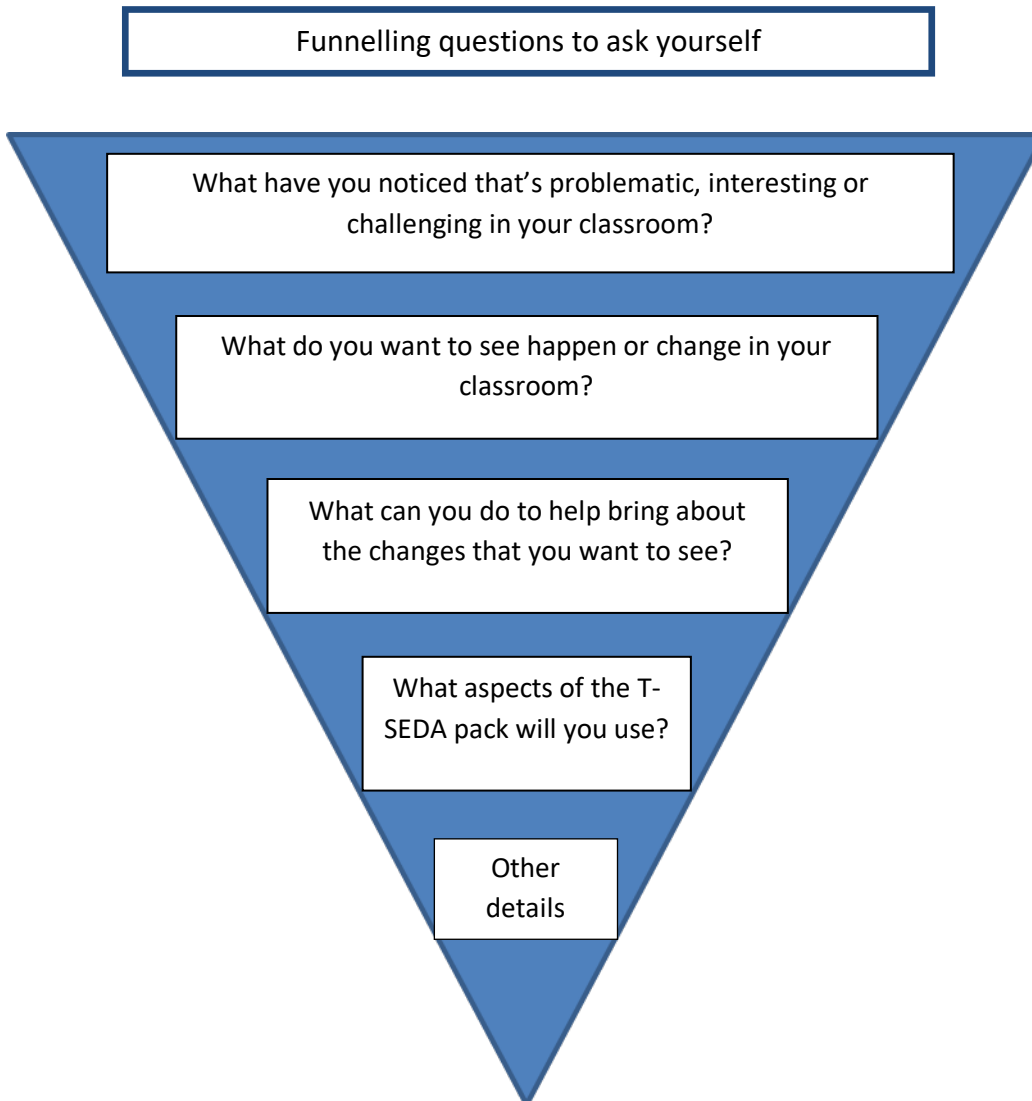 Funnelling questions to ask yourself
What have you noticed that’s problematic, interesting or
challenging in your classroom?
What do you want to see happen or change in your
classroom?
What can you do to help bring about
the changes that you want to see?
What aspects of the T-
SEDA pack will you use?
Other
details